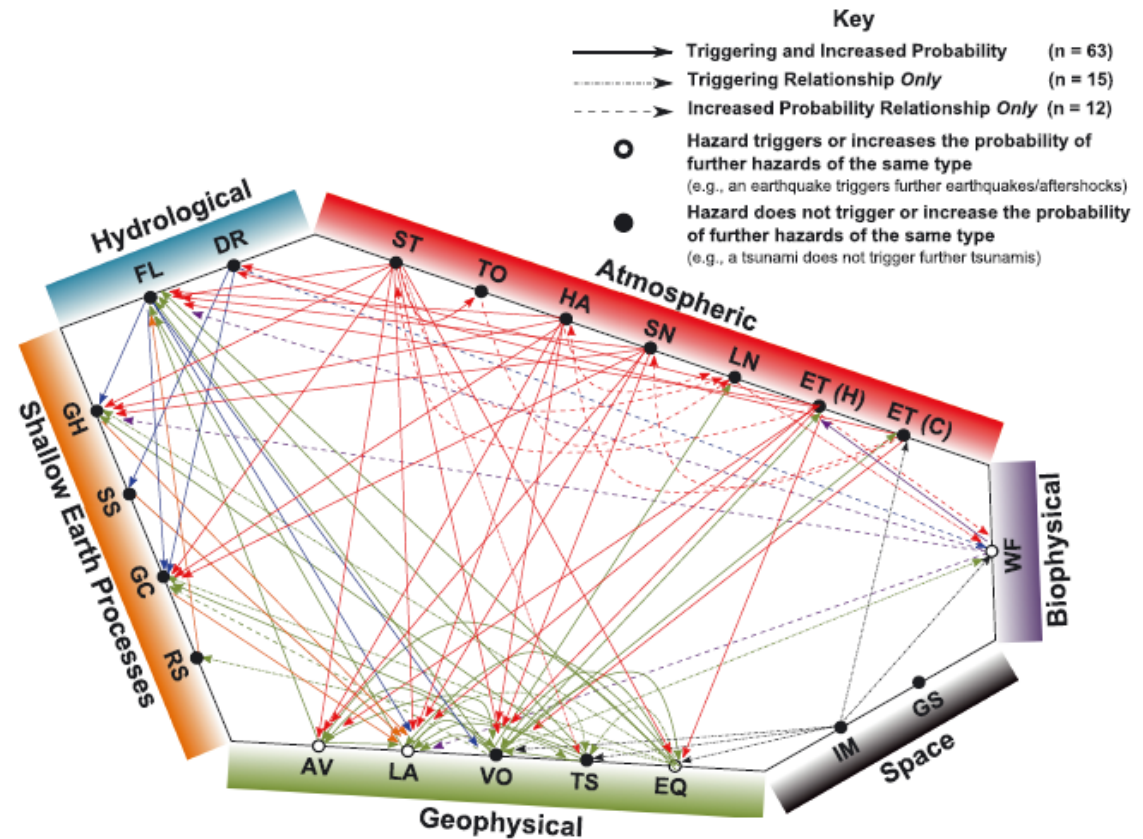 Key
Triggering and Increased Probability (n = 63)
Triggering Relationship Only (n = 15)
Increased Probability Relationship Only (n = 12)
Hazard triggers or increases the probability of
further hazards of the same type
(e.g., an earthquake triggers further earthquakes/aftershocks)
Hazard does not trigger or increase the probability
of further hazards of the same type
(e.g., a tsunami does not trigger further tsunamis)
Hydrological
FL
DR
Atmospheric
ST
TO
HA
SN
LN
ET (H)
ET (C)
Shallow Earth Processes
GH
SS
GC
RS
Biophysical
WF
Geophysical
AV
LA
VO
TS
EQ
Space
IM
GS